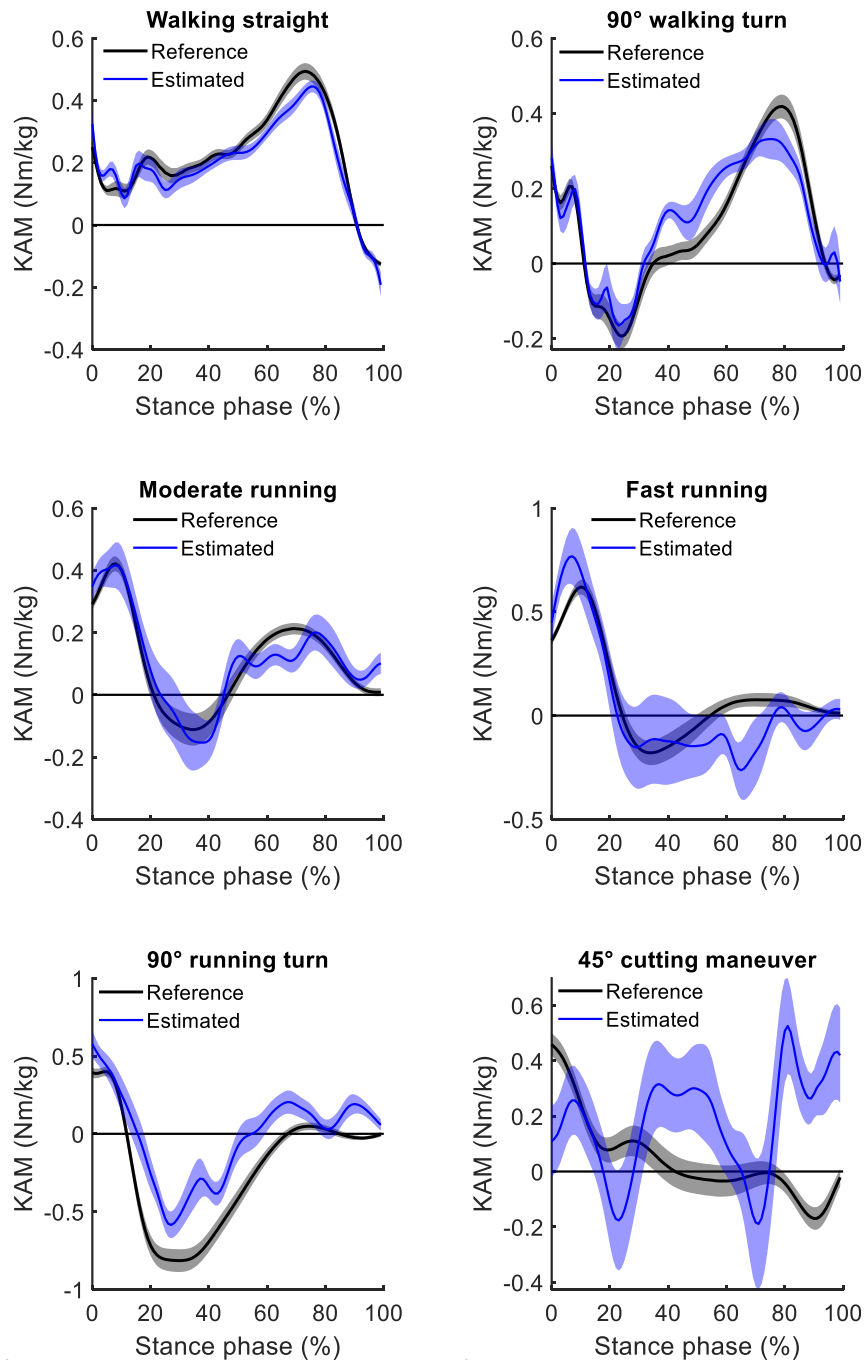 Walking straight
0.6
0.4
0.2
0
-0.2
-0.4
KAM (Nm/kg)
Reference
Estimated
0 20 40 60 80 100
Stance phase (%)
90° walking turn
0.6
0.4
0.2
0
-0.2
KAM (Nm/kg)
Reference
Estimated
0 20 40 60 80 100
Stance phase (%)
Moderate running
0.6
0.4
0.2
0
-0.2
-0.4
KAM (Nm/kg)
Reference
Estimated
0 20 40 60 80 100
Stance phase (%)
Fast running
1
0.5
0
-0.5
KAM (Nm/kg)
Reference
Estimated
0 20 40 60 80 100
Stance phase (%)
90° running turn
1
0.5
0
-0.5
-1
KAM (Nm/kg)
Reference
Estimated
0 20 40 60 80 100
Stance phase (%)
45° cutting maneuver
0.6
0.4
0.2
0
-0.2
-0.4
KAM (Nm/kg)
Reference
Estimated
0 20 40 60 80 100
Stance phase (%)